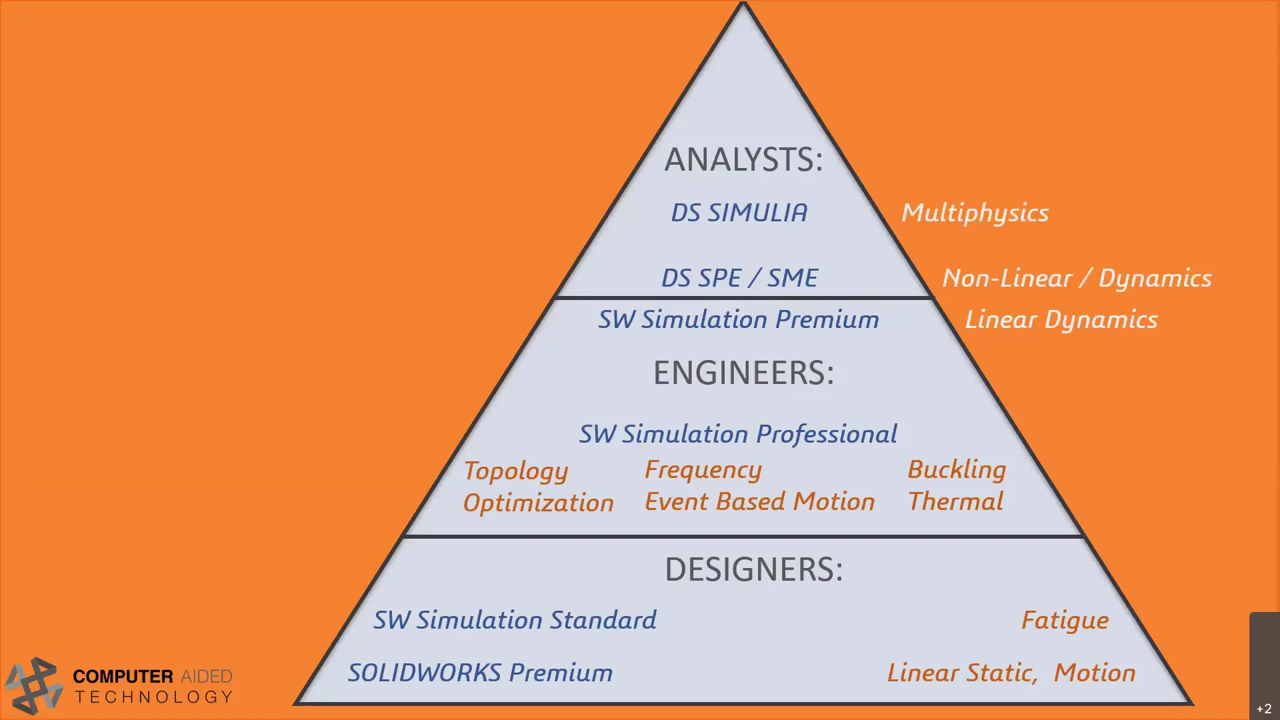 ANALYSTS:
DS SIMULIA Multiphysics
DS SPE / SME Non-Linear / Dynamics
SW Simulation Premium Linear Dynamics
ENGINEERS:
SW Simulation Professional
Topology Frequency Buckling
Optimization Event Based Motion Thermal
DESIGNERS:
SW Simulation Standard Fatigue
SOLIDWORKS Premium Linear Static, Motion
COMPUTER AIDED
TECHNOLOGY
+2